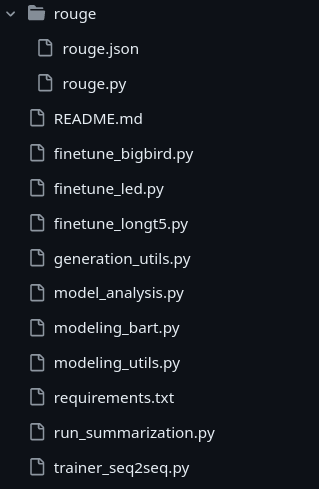 rouge
rouge.json
rouge.py
README.md
finetune_bigbird.py
finetune_led.py
finetune_longt5.py
generation_utils.py
model_analysis.py
modeling_bart.py
modeling_utils.py
requirements.txt
run_summarization.py
trainer_seq2seq.py